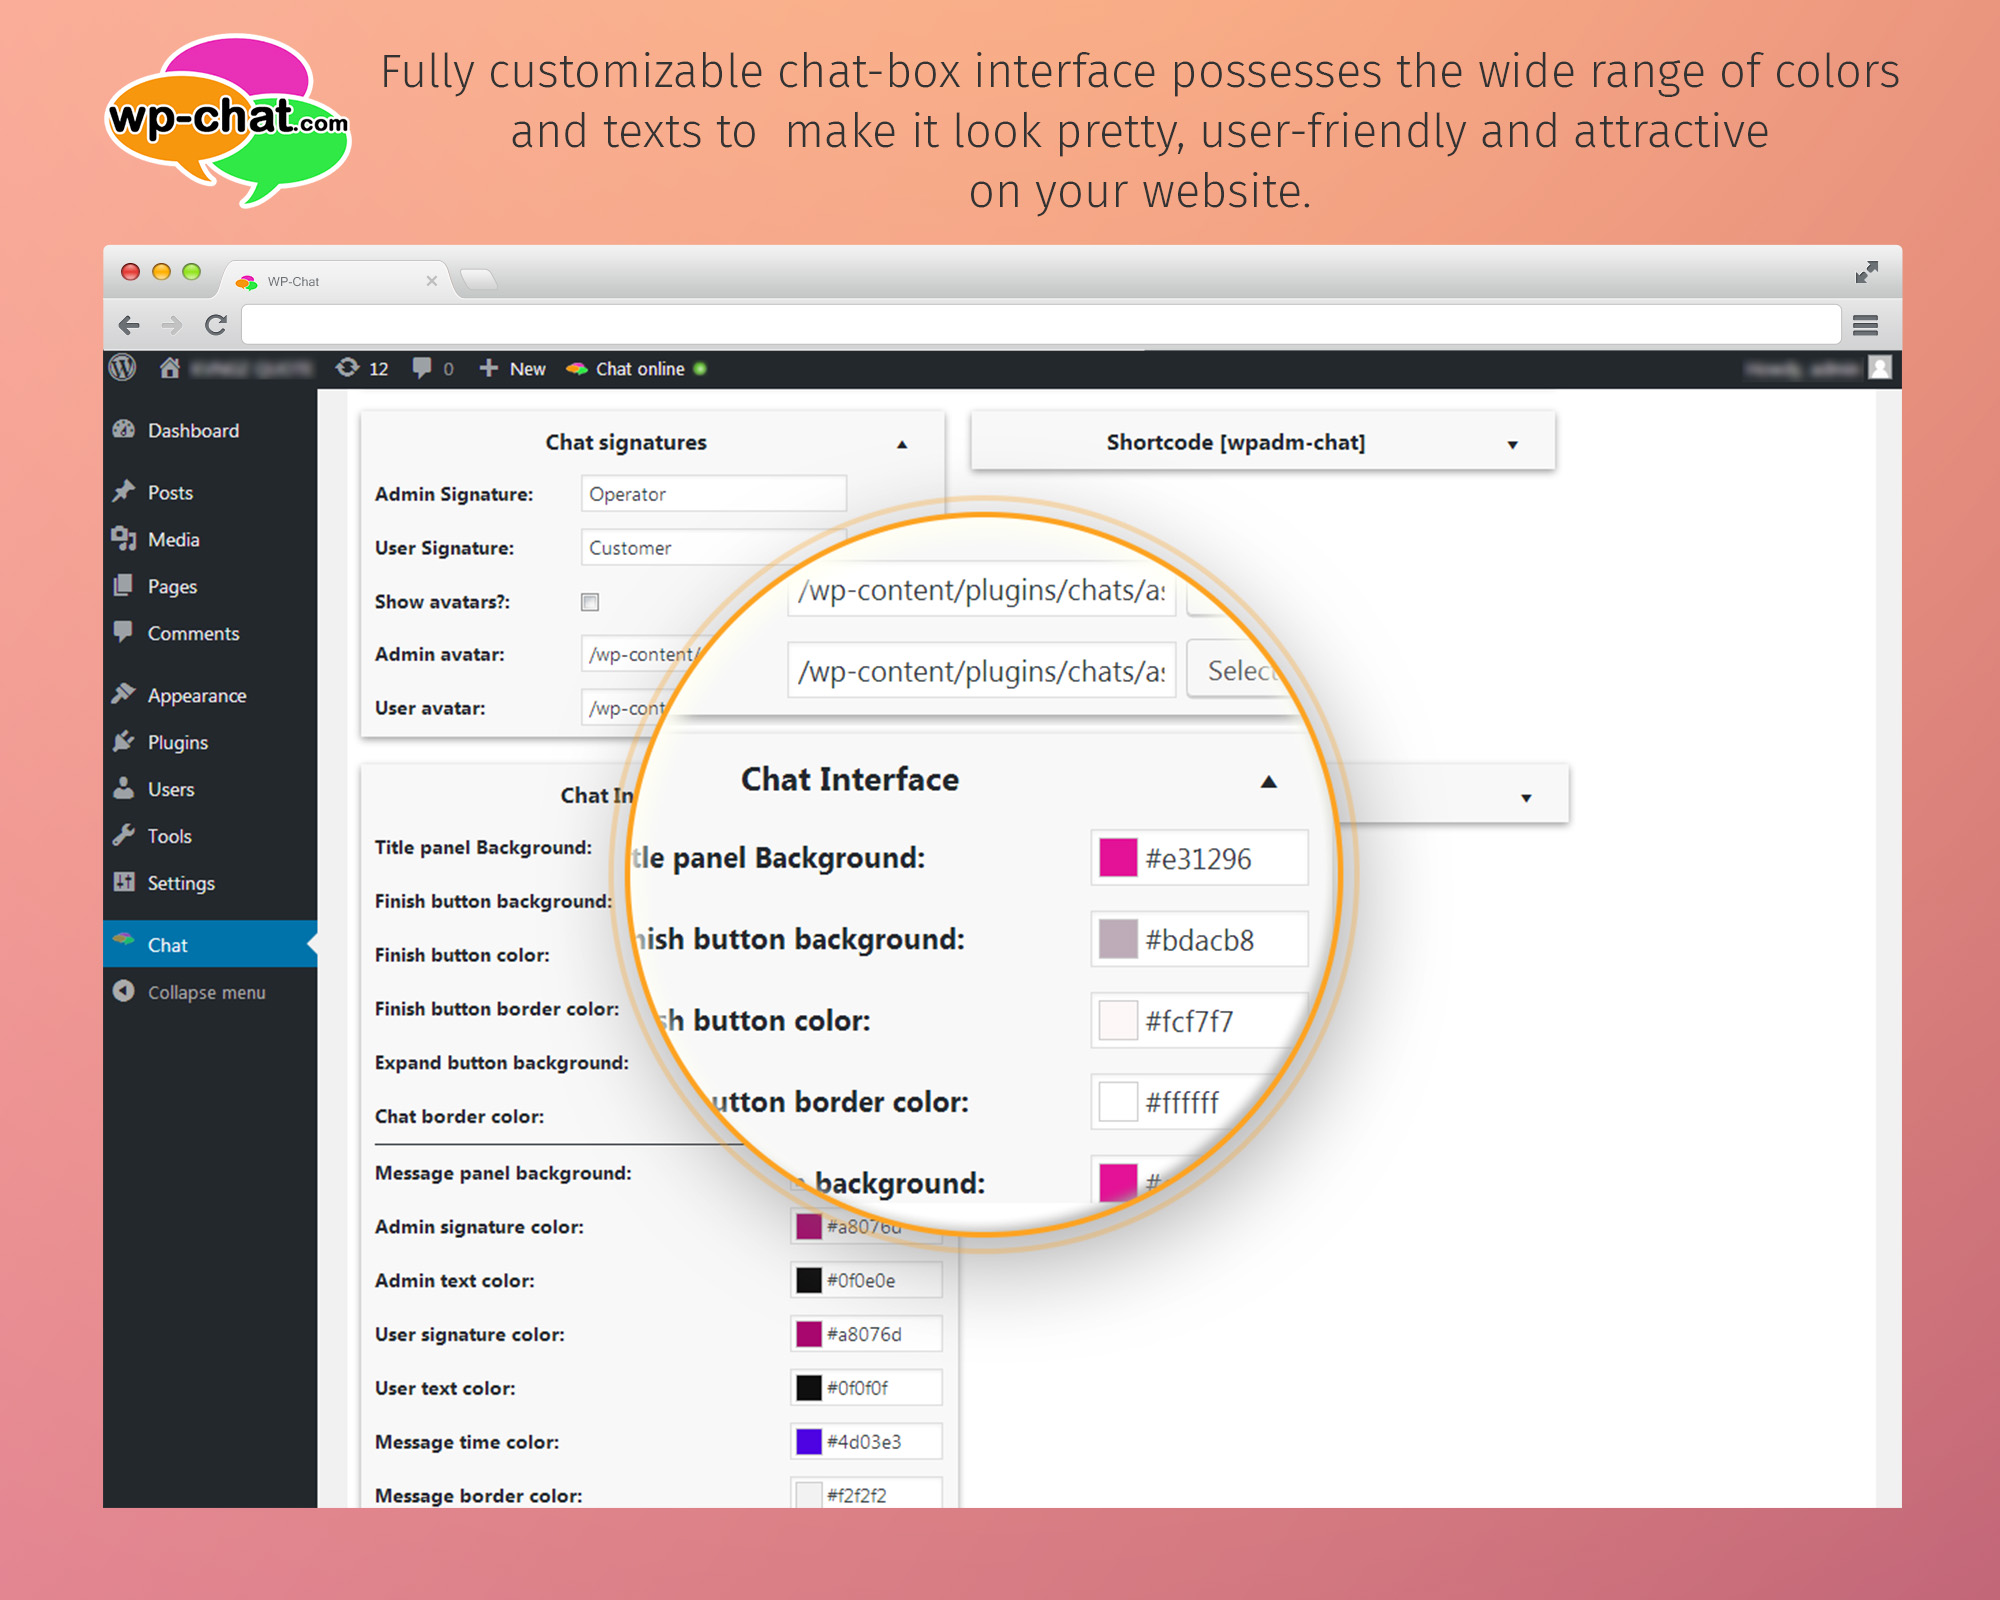 wp-chat.com
Fully customizable chat-box interface possesses the wide range of colors
and texts to make it look pretty, user-friendly and attractive
on your website.
WP-Chat
12
0
New
Chat online
Dashboard
Posts
Media
Pages
Comments
Appearance
Plugins
Users
Tools
Settings
Chat
Collapse menu
Chat signatures
Admin Signature: Operator
User Signature: Customer
Show avatars?:
Admin avatar: /wp-content/
User avatar: /wp-cont
Shortcode [wpadm-chat]
Chat In
Title panel Background:
Finish button background:
Finish button color:
Finish button border color:
Expand button background:
Chat border color:
Message panel background:
Admin signature color: #a8076d
Admin text color: #0f0e0e
User signature color: #a8076d
User text color: #0f0f0f
Message time color: #4d03e3
Message border color: #f2f2f2
/wp-content/plugins/chats/as
/wp-content/plugins/chats/as Select
Chat Interface
tle panel Background: #e31296
nish button background: #bdacb8
sh button color: #fcf7f7
utton border color: #ffffff
background: #